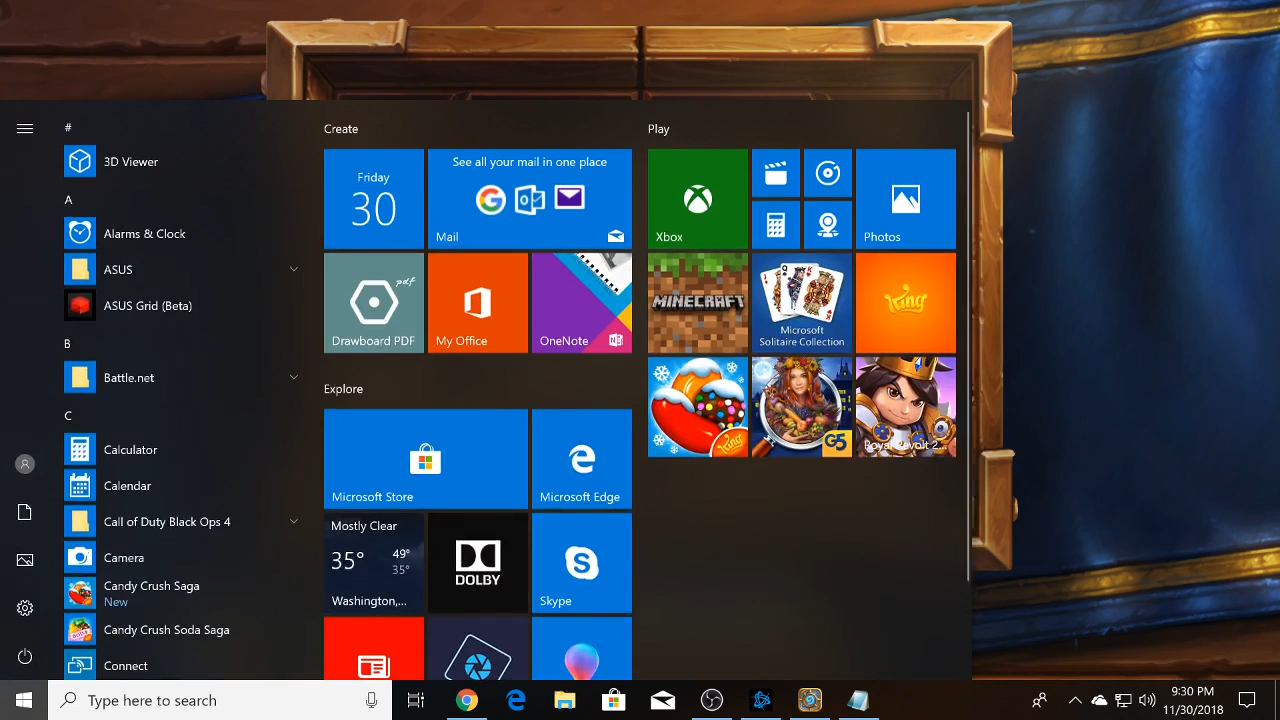 #
3D Viewer
A
Alarms & Clock
ASUS
ASUS Grid (Beta)
B
Battle.net
C
Calculator
Calendar
Call of Duty Black Ops 4
Camera
Candy Crush Saga
New
Candy Crush Soda Saga
Connect
Create
Friday
30
See all your mail in one place
Mail
Drawboard PDF
pdf
My Office
OneNote
Explore
Microsoft Store
Microsoft Edge
Mostly Clear
35° 49°
35°
Washington,...
DOLBY
Skype
Play
Xbox
Photos
MINECRAFT
Microsoft
Solitaire Collection
King
King
G5
Royal Revolt 2...
Type here to search
9:30 PM
11/30/2018